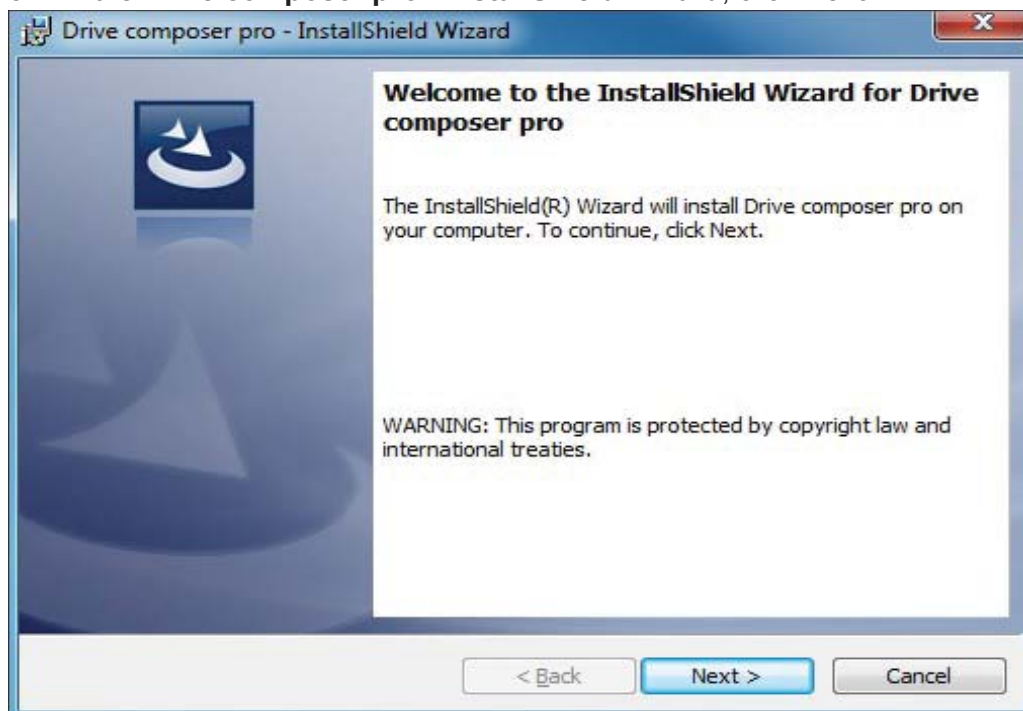 Drive composer pro - InstallShield Wizard
Welcome to the InstallShield Wizard for Drive
composer pro
The InstallShield(R) Wizard will install Drive composer pro on
your computer. To continue, click Next.
WARNING: This program is protected by copyright law and
international treaties.
< Back
Next >
Cancel